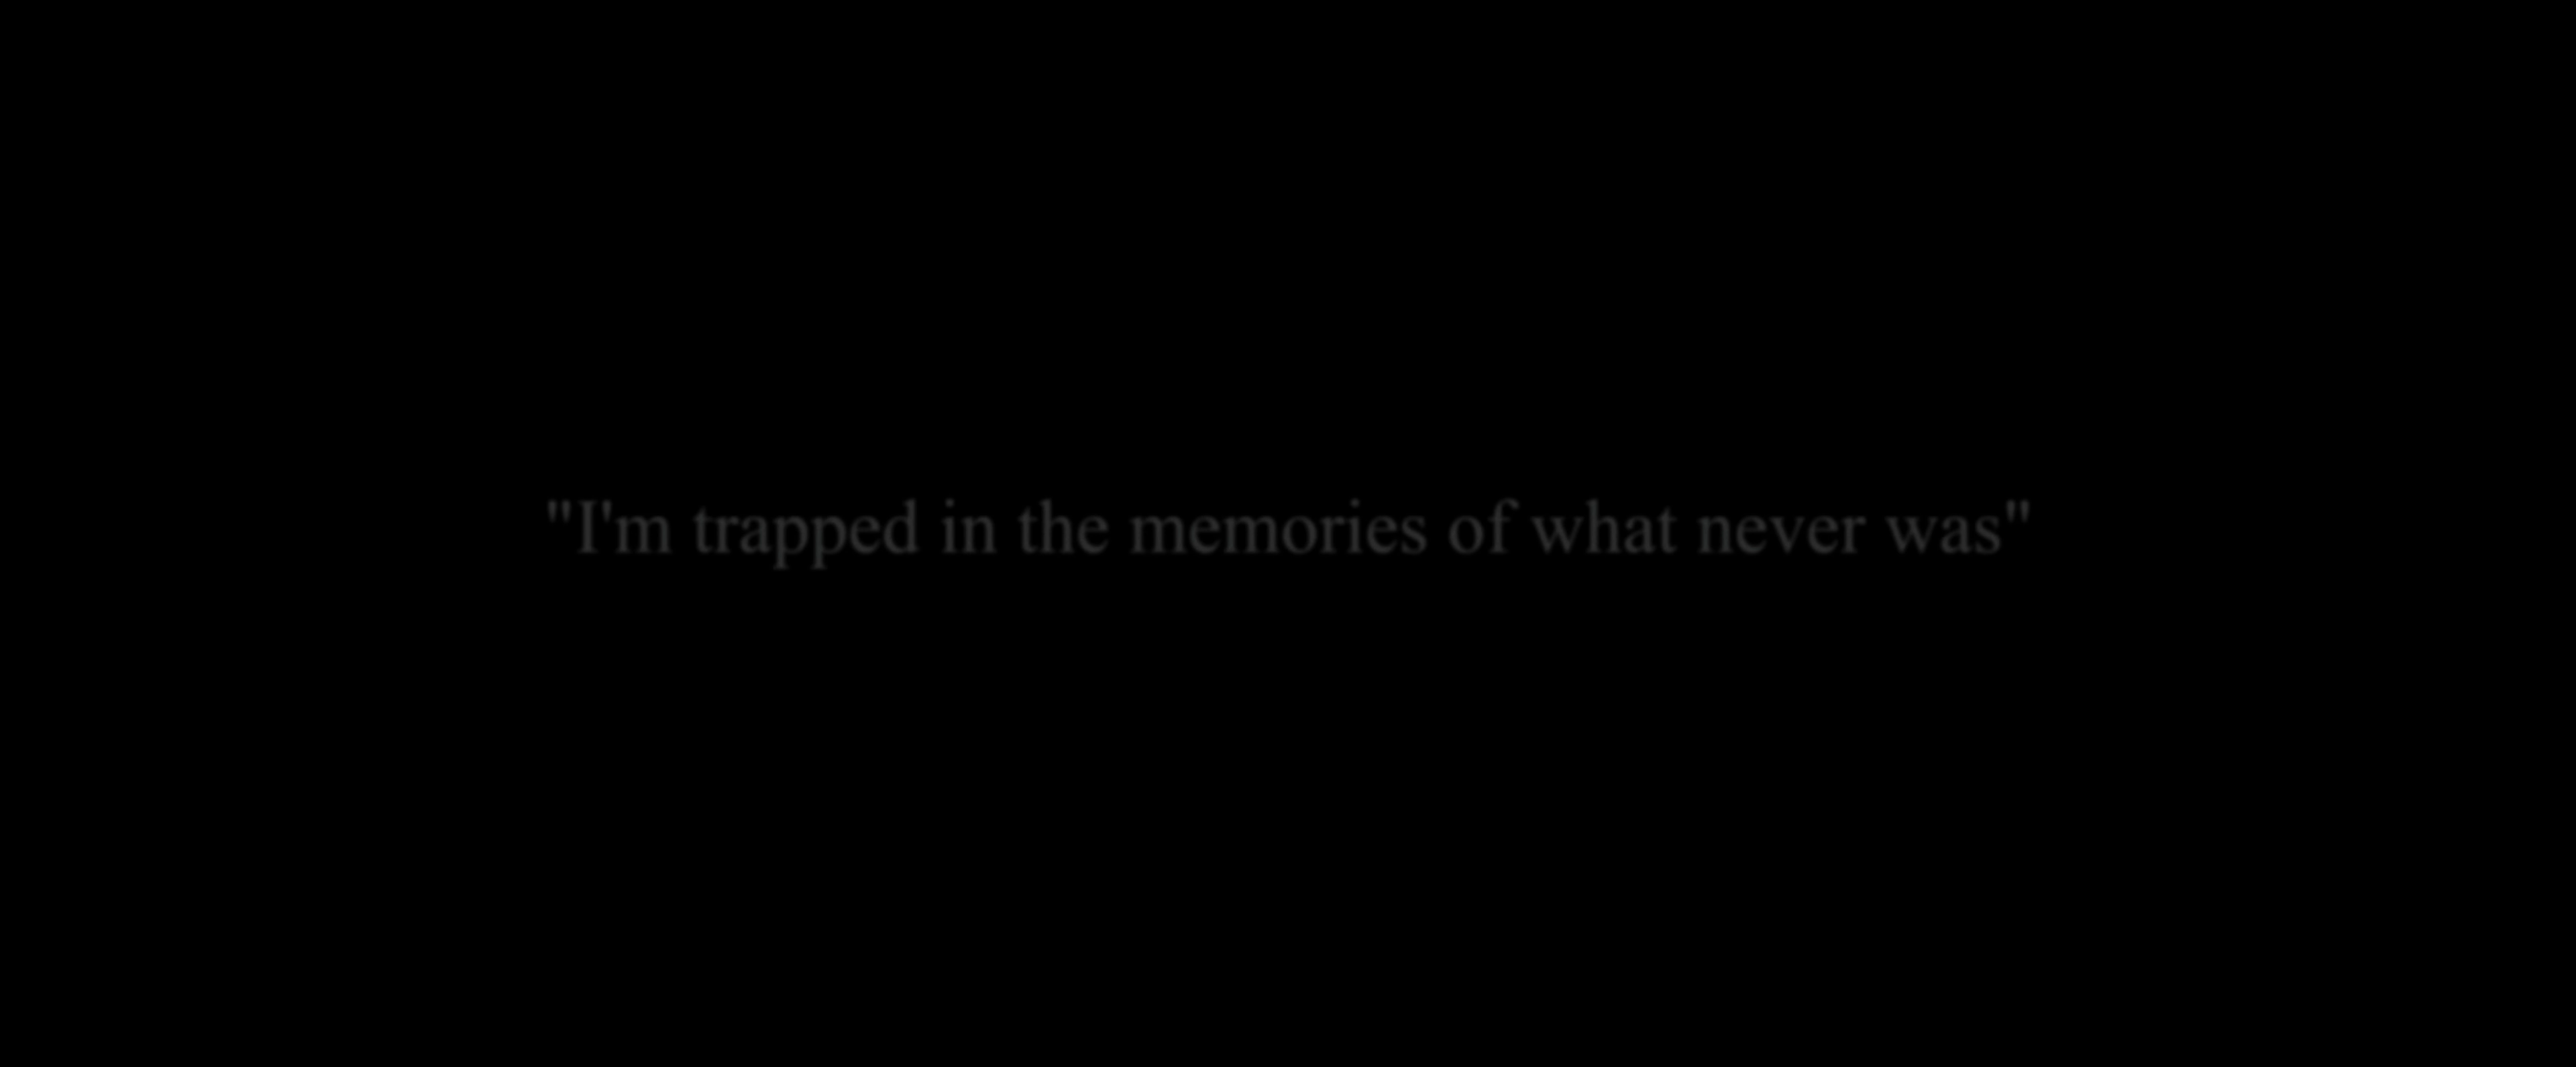 "I'm trapped in the memories of what never was"